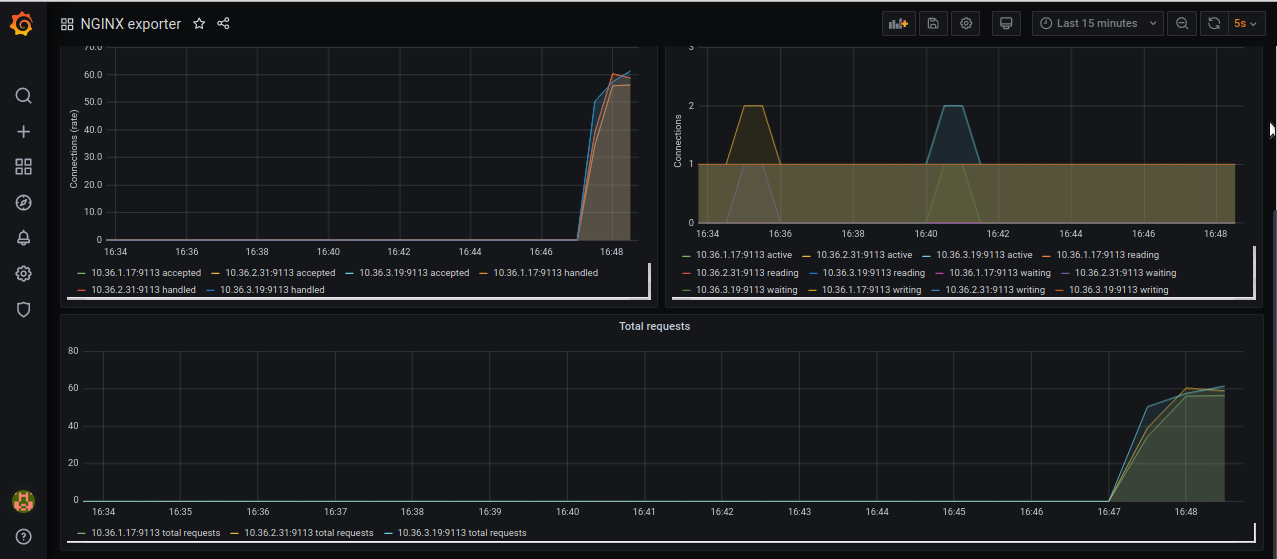 NGINX exporter
Last 15 minutes
5s
70.0
60.0
50.0
40.0
30.0
20.0
10.0
0
Connections (rate)
16:34 16:36 16:38 16:40 16:42 16:44 16:46 16:48
10.36.1.17:9113 accepted 10.36.2.31:9113 accepted 10.36.3.19:9113 accepted 10.36.1.17:9113 handled
10.36.2.31:9113 handled 10.36.3.19:9113 handled
3
2
1
0
Connections
16:34 16:36 16:38 16:40 16:42 16:44 16:46 16:48
10.36.1.17:9113 active 10.36.2.31:9113 active 10.36.3.19:9113 active 10.36.1.17:9113 reading
10.36.2.31:9113 reading 10.36.3.19:9113 reading 10.36.1.17:9113 waiting 10.36.2.31:9113 waiting
10.36.3.19:9113 waiting 10.36.1.17:9113 writing 10.36.2.31:9113 writing 10.36.3.19:9113 writing
Total requests
80
60
40
20
0
16:34 16:35 16:36 16:37 16:38 16:39 16:40 16:41 16:42 16:43 16:44 16:45 16:46 16:47 16:48
10.36.1.17:9113 total requests 10.36.2.31:9113 total requests 10.36.3.19:9113 total requests